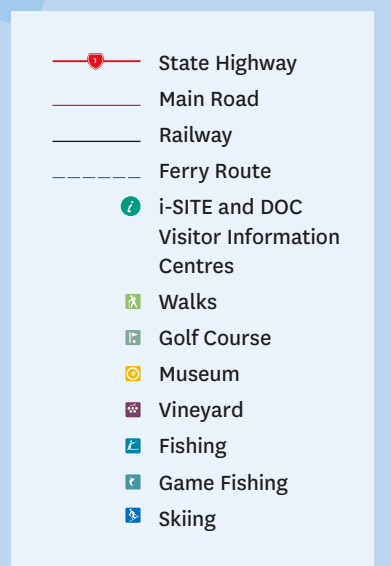 1 State Highway
Main Road
Railway
Ferry Route
i i-SITE and DOC
Visitor Information
Centres
Walks
Golf Course
Museum
Vineyard
Fishing
Game Fishing
Skiing